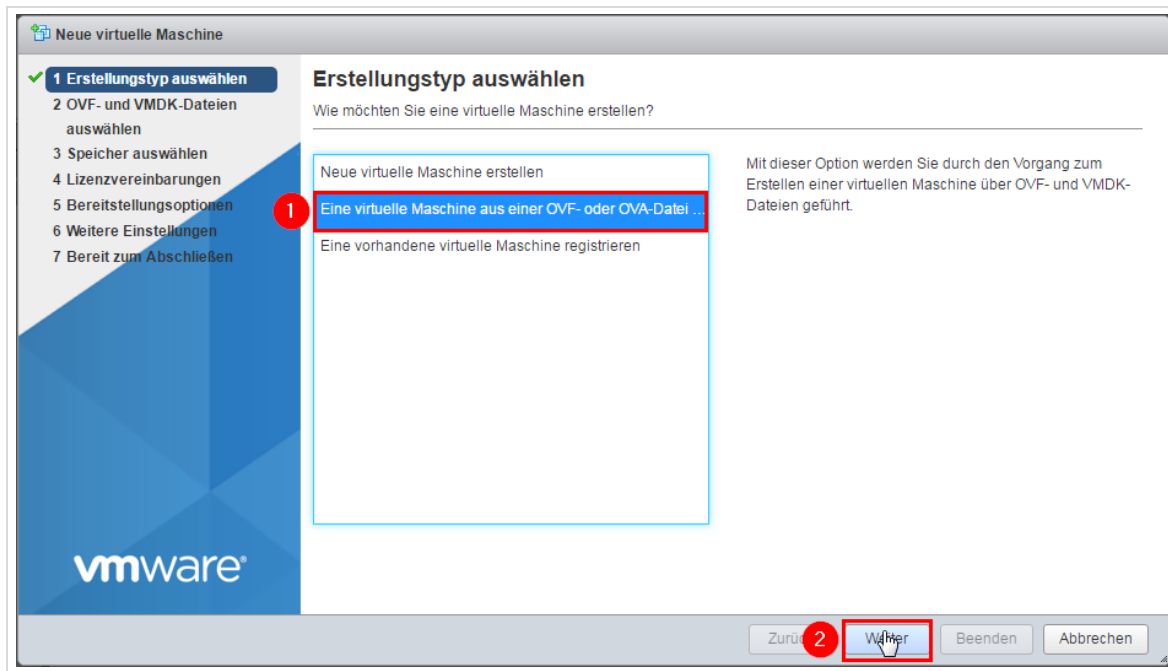 Neue virtuelle Maschine
1 Erstellungstyp auswählen
2 OVF- und VMDK-Dateien
auswählen
3 Speicher auswählen
4 Lizenzvereinbarungen
5 Bereitstellungsoptionen
6 Weitere Einstellungen
7 Bereit zum Abschließen
vmware®
Erstellungstyp auswählen
Wie möchten Sie eine virtuelle Maschine erstellen?
Neue virtuelle Maschine erstellen
1
Eine virtuelle Maschine aus einer OVF- oder OVA-Datei ...
Eine vorhandene virtuelle Maschine registrieren
Mit dieser Option werden Sie durch den Vorgang zum
Erstellen einer virtuellen Maschine über OVF- und VMDK-
Dateien geführt.
2 Weiter Beenden Abbrechen